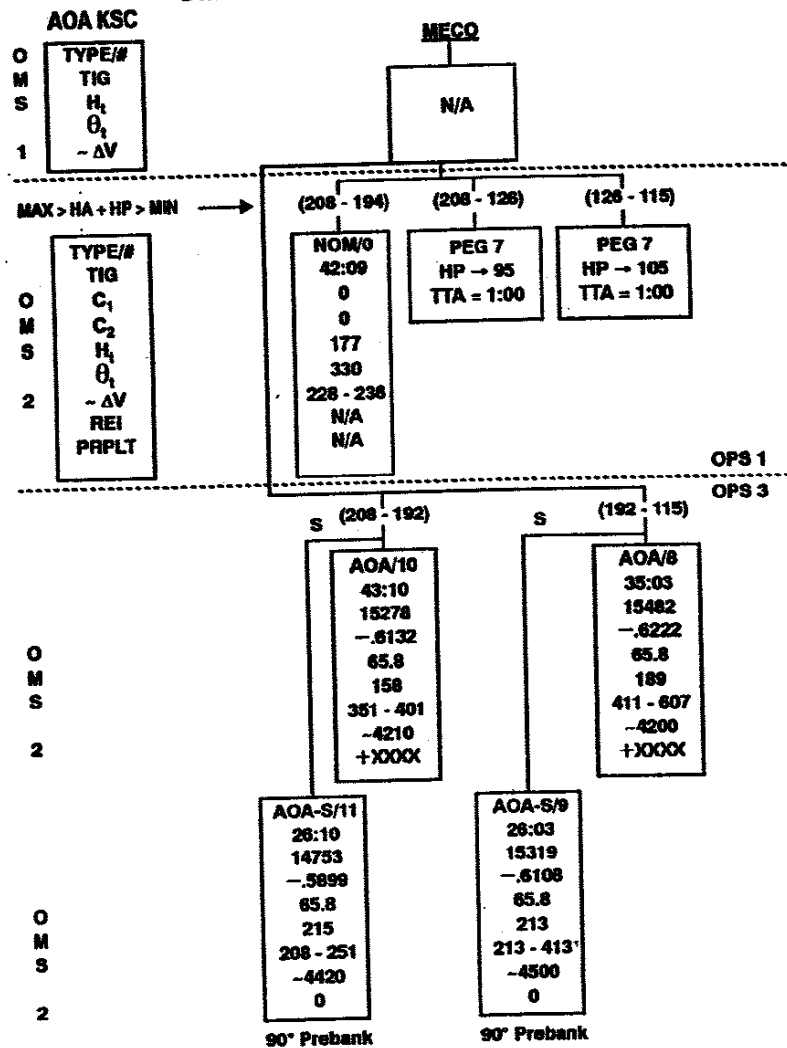 AOA KSC
MECO
O
M
S
1
TYPE/#
TIG
Ht
θt
~ ΔV
N/A
MAX > HA + HP > MIN
(208 - 194)
(208 - 126)
(126 - 115)
O
M
S
2
TYPE/#
TIG
C1
C2
Ht
θt
~ ΔV
REI
PRPLT
NOM/0
42:09
0
0
177
330
228 - 236
N/A
N/A
PEG 7
HP → 95
TTA = 1:00
PEG 7
HP → 105
TTA = 1:00
OPS 1
OPS 3
S
(208 - 192)
S
(192 - 115)
O
M
S
2
AOA/10
43:10
15278
-.6132
65.8
158
351 - 401
~4210
+XXXX
AOA/8
35:03
15482
-.6222
65.8
189
411 - 607
~4200
+XXXX
O
M
S
2
AOA-S/11
26:10
14753
-.5899
65.8
215
208 - 251
~4420
0
90° Prebank
AOA-S/9
26:03
15319
-.6108
65.8
213
213 - 413
~4500
0
90° Prebank